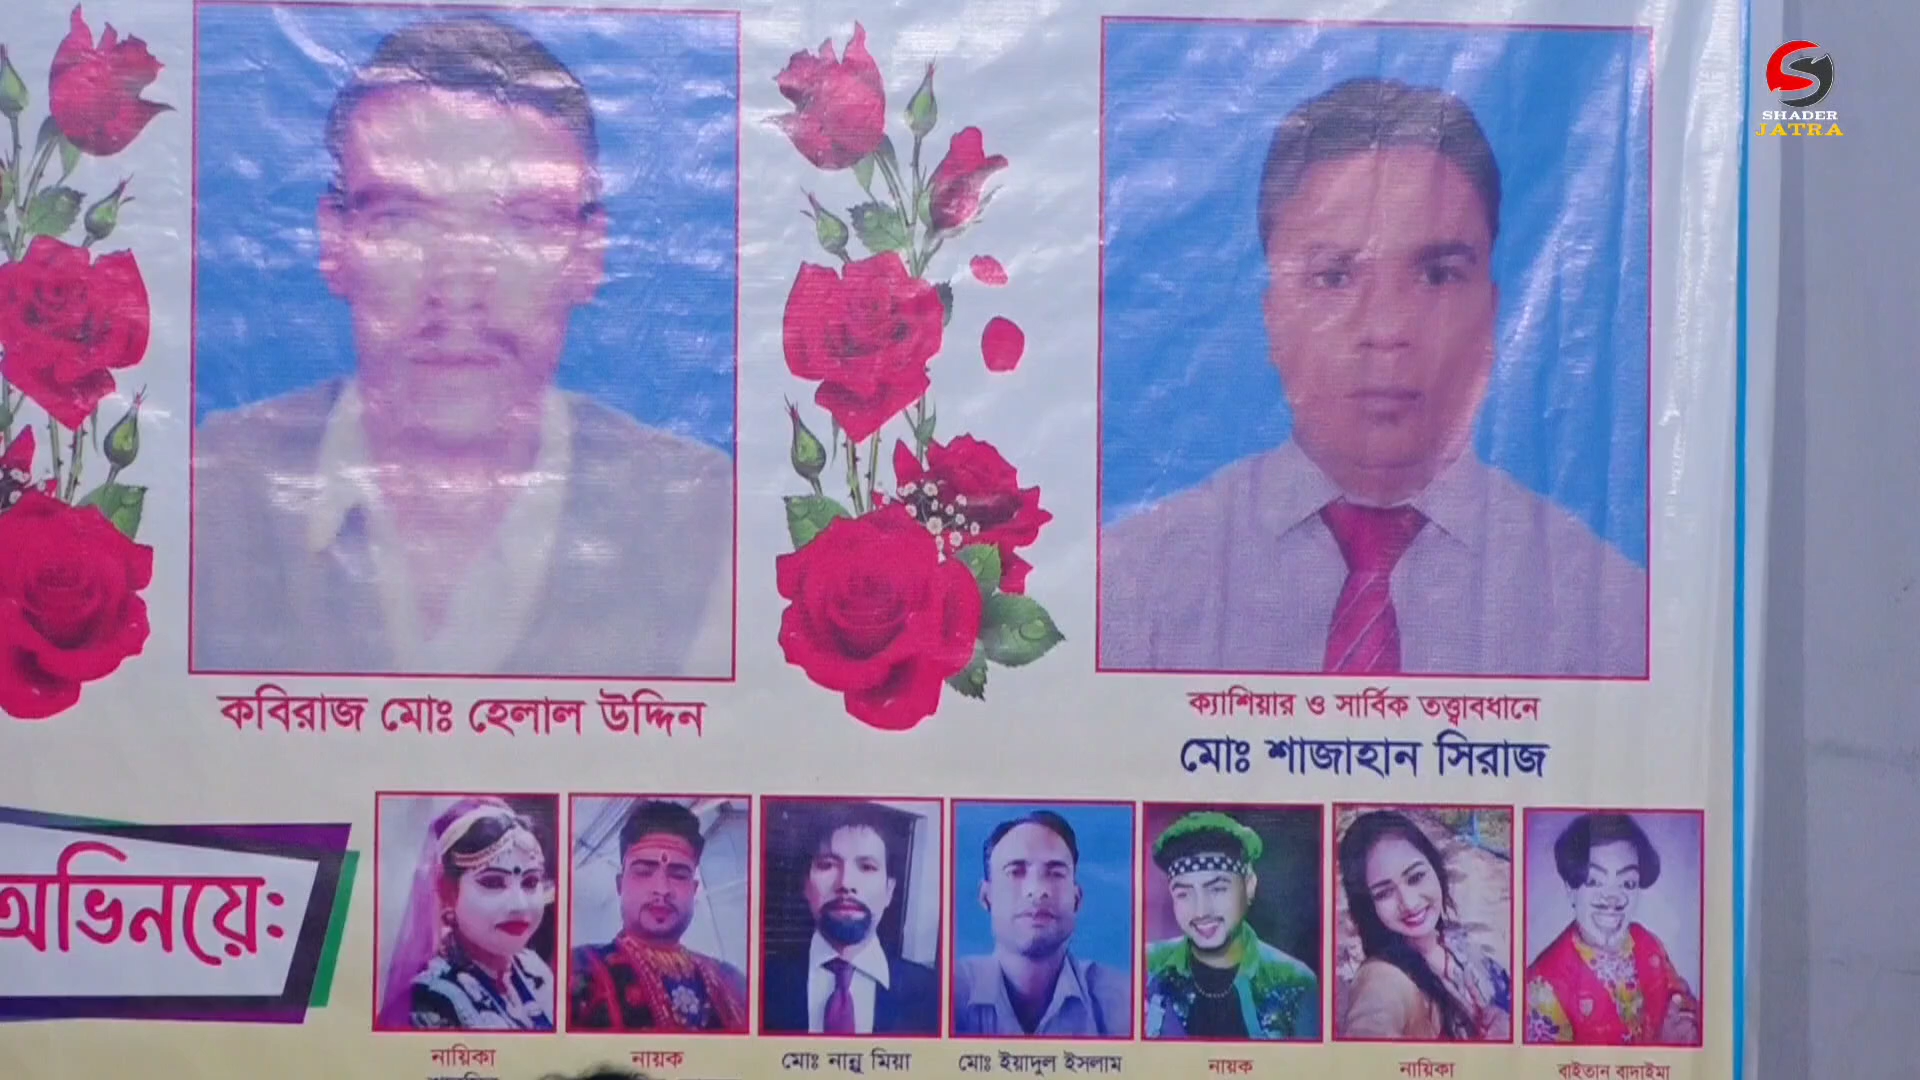 SHADER
JATRA
কবিরাজ মোঃ হেলাল উদ্দিন
ক্যাশিয়ার ও সার্বিক তত্ত্বাবধানে
মোঃ শাজাহান সিরাজ
অভিনয়ে:
নায়িকা
নায়ক
মোঃ নান্নু মিয়া
মোঃ ইয়াদুল ইসলাম
নায়ক
নায়িকা
বাইতান বাদাইমা